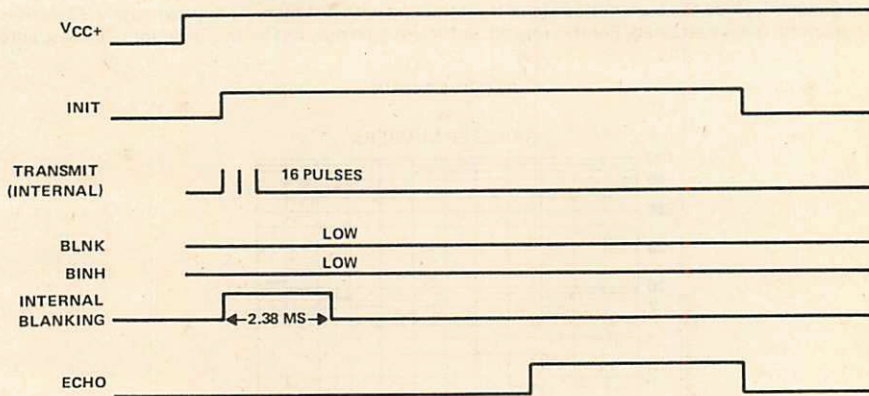 VCC+
INIT
TRANSMIT
(INTERNAL)
16 PULSES
BLNK
LOW
BINH
LOW
INTERNAL
BLANKING
2.38 MS
ECHO